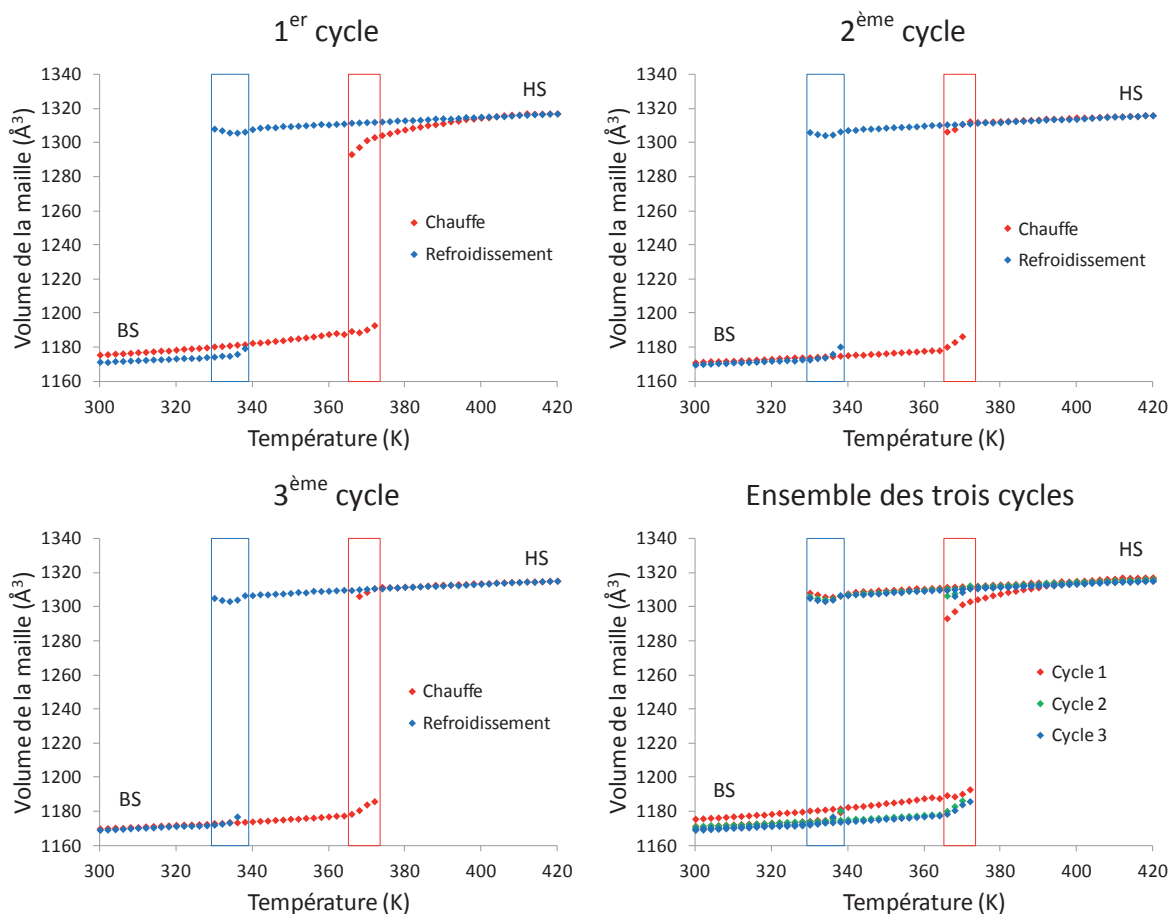 1er cycle
Volume de la maille (Å3)
1340
1320
1300
1280
1260
1240
1220
1200
1180
1160
HS
Chauffe
Refroidissement
BS
300 320 340 360 380 400 420
Température (K)
2ème cycle
Volume de la maille (Å3)
1340
1320
1300
1280
1260
1240
1220
1200
1180
1160
HS
Chauffe
Refroidissement
BS
300 320 340 360 380 400 420
Température (K)
3ème cycle
Volume de la maille (Å3)
1340
1320
1300
1280
1260
1240
1220
1200
1180
1160
HS
Chauffe
Refroidissement
BS
300 320 340 360 380 400 420
Température (K)
Ensemble des trois cycles
Volume de la maille (Å3)
1340
1320
1300
1280
1260
1240
1220
1200
1180
1160
HS
Cycle 1
Cycle 2
Cycle 3
BS
300 320 340 360 380 400 420
Température (K)